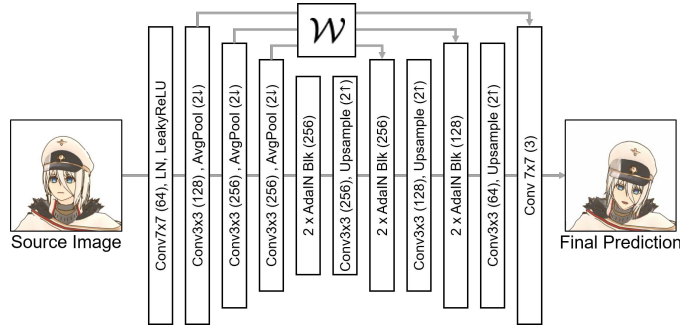 𝒲
Source Image
Conv7x7 (64), LN, LeakyReLU
Conv3x3 (128) , AvgPool (2↓)
Conv3x3 (256) , AvgPool (2↓)
Conv3x3 (256) , AvgPool (2↓)
2 x AdaIN Blk (256)
Conv3x3 (256), Upsample (2↑)
2 x AdaIN Blk (256)
Conv3x3 (128), Upsample (2↑)
2 x AdaIN Blk (128)
Conv3x3 (64), Upsample (2↑)
Conv 7x7 (3)
Final Prediction